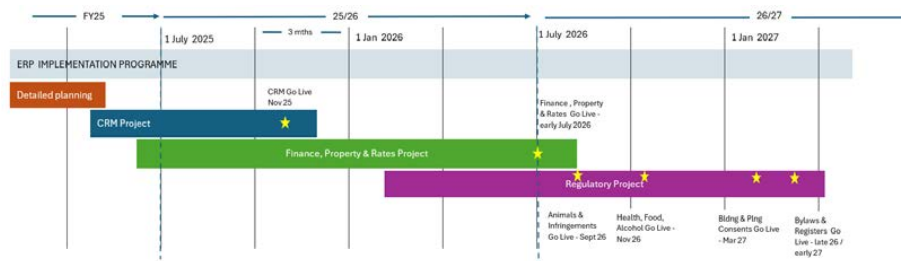 FY25
25/26
26/27
1 July 2025
3 mths
1 Jan 2026
1 July 2026
1 Jan 2027
ERP IMPLEMENTATION PROGRAMME
Detailed planning
CRM Go Live
Nov 25
CRM Project
Finance , Property
& Rates Go Live -
early July 2026
Finance, Property & Rates Project
Regulatory Project
Animals &
Infringements
Go Live - Sept 26
Health, Food,
Alcohol Go Live -
Nov 26
Bldng & Plng
Consents Go Live
- Mar 27
Bylaws &
Registers Go
Live - late 26 /
early 27